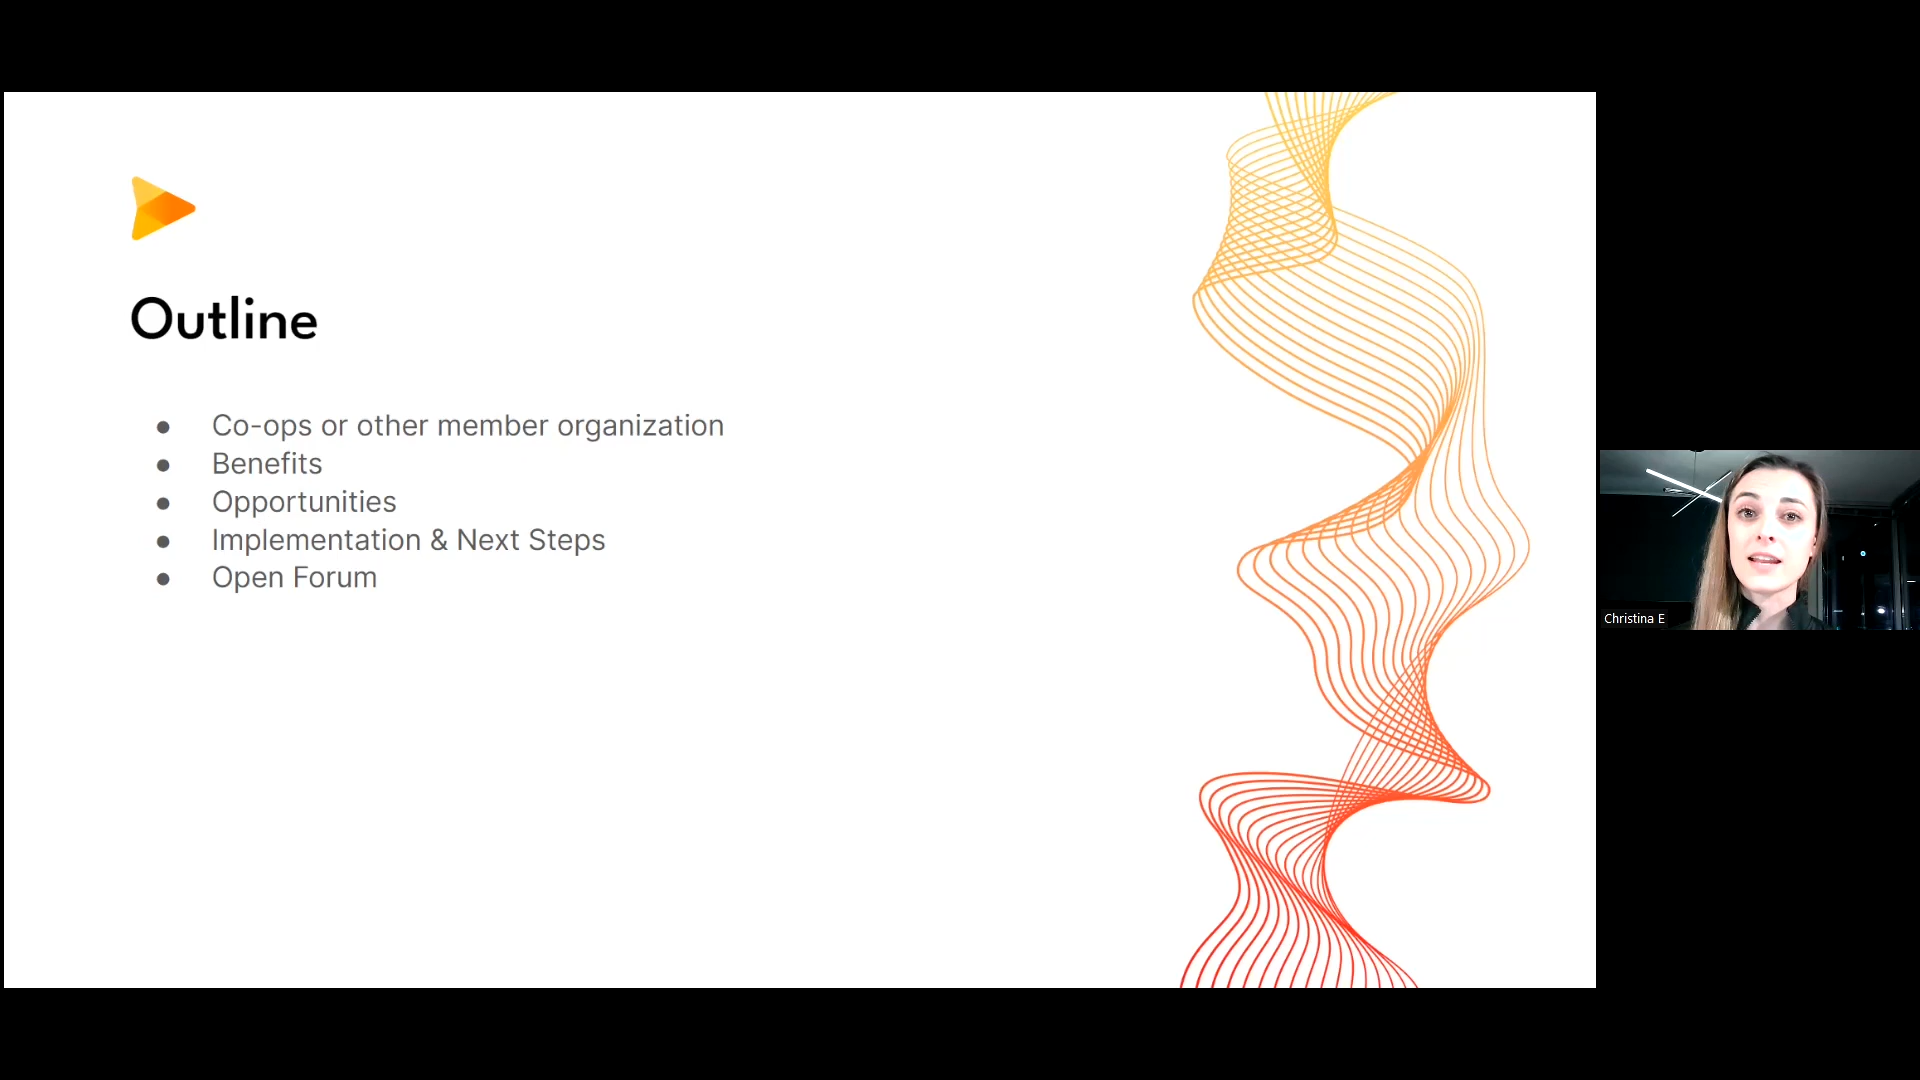 Outline
● Co-ops or other member organization
● Benefits
● Opportunities
● Implementation & Next Steps
● Open Forum
Christina E